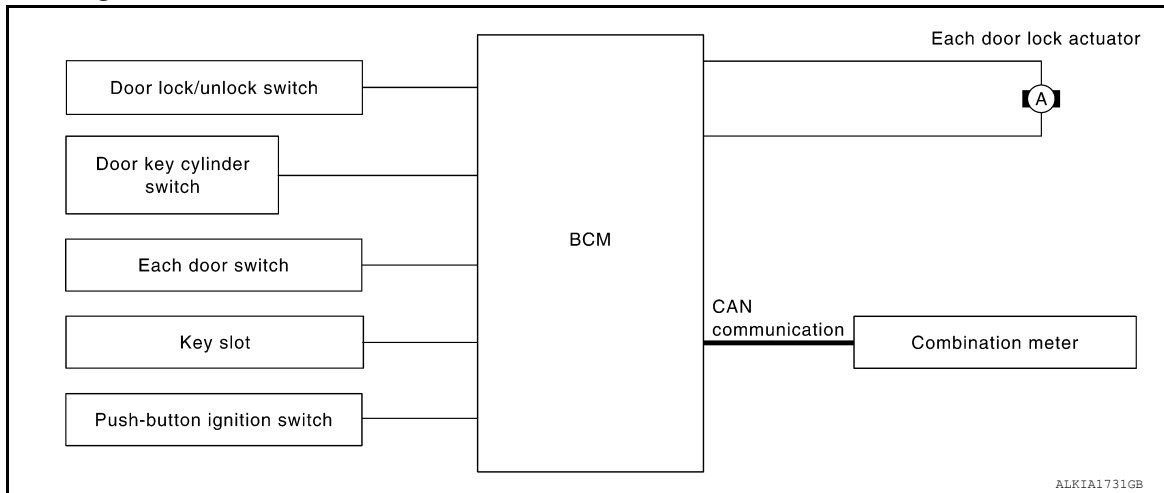 Each door lock actuator
Door lock/unlock switch
A
Door key cylinder
switch
BCM
Each door switch
CAN
communication
Key slot
Combination meter
Push-button ignition switch
ALKIA1731GB